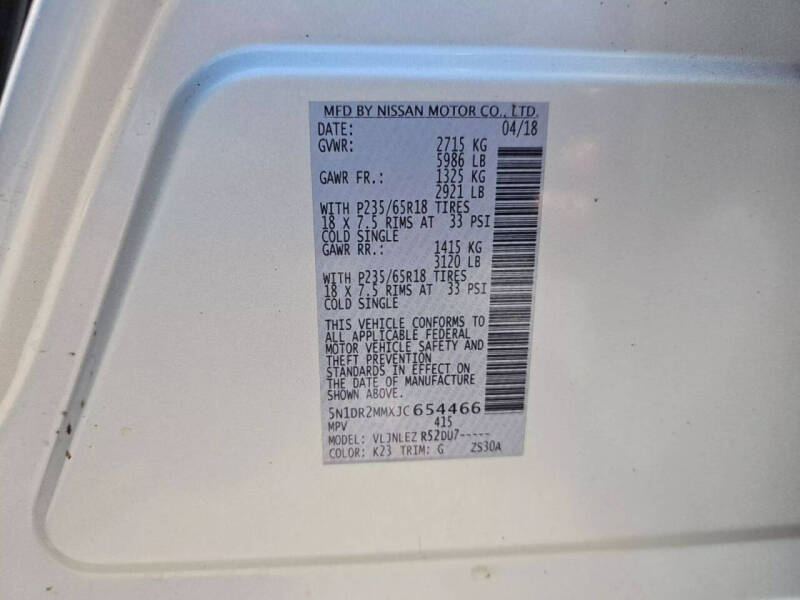 MFD BY NISSAN MOTOR CO., LTD.
DATE: 04/18
GVWR: 2715 KG
5986 LB
GAWR FR.: 1325 KG
2921 LB
WITH P235/65R18 TIRES
18 X 7.5 RIMS AT 33 PSI
COLD SINGLE
GAWR RR.: 1415 KG
3120 LB
WITH P235/65R18 TIRES
18 X 7.5 RIMS AT 33 PSI
COLD SINGLE
THIS VEHICLE CONFORMS TO
ALL APPLICABLE FEDERAL
MOTOR VEHICLE SAFETY AND
THEFT PREVENTION
STANDARDS IN EFFECT ON
THE DATE OF MANUFACTURE
SHOWN ABOVE.
5N1DR2MMXJC654466
MPV 415
MODEL: VLJNLEZ R52DU7-----
COLOR: K23 TRIM: G ZS30A